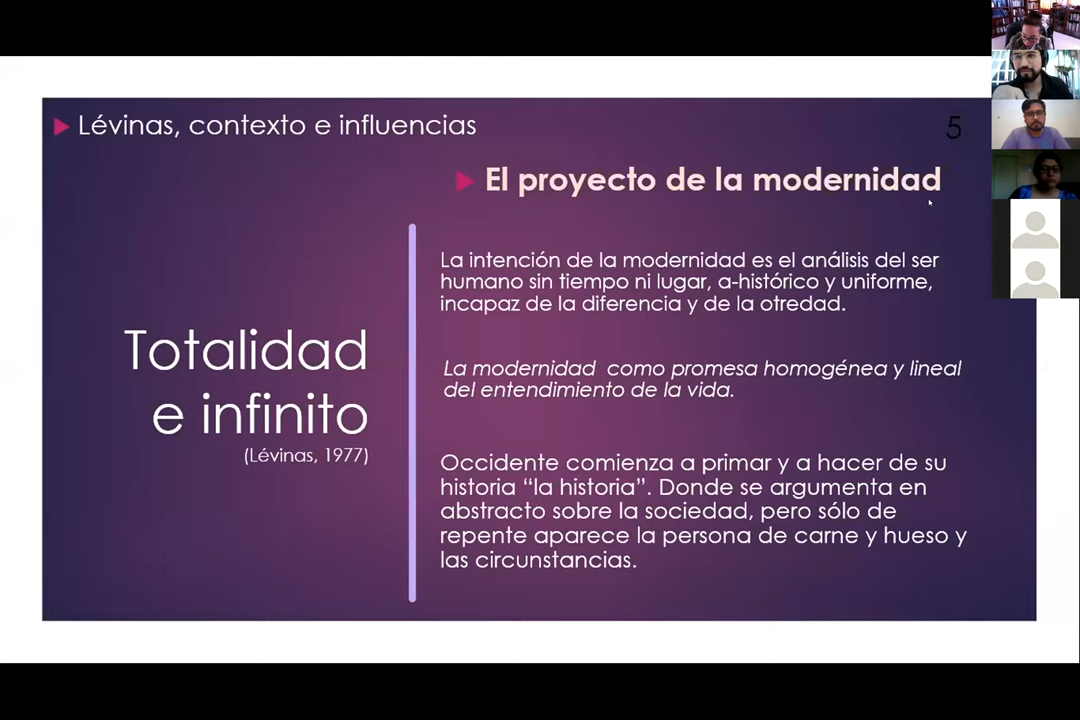 Lévinas, contexto e influencias
5
El proyecto de la modernidad
Totalidad
e infinito
(Lévinas, 1977)
La intención de la modernidad es el análisis del ser
humano sin tiempo ni lugar, a-histórico y uniforme,
incapaz de la diferencia y de la otredad.
La modernidad como promesa homogénea y lineal
del entendimiento de la vida.
Occidente comienza a primar y a hacer de su
historia “la historia”. Donde se argumenta en
abstracto sobre la sociedad, pero sólo de
repente aparece la persona de carne y hueso y
las circunstancias.